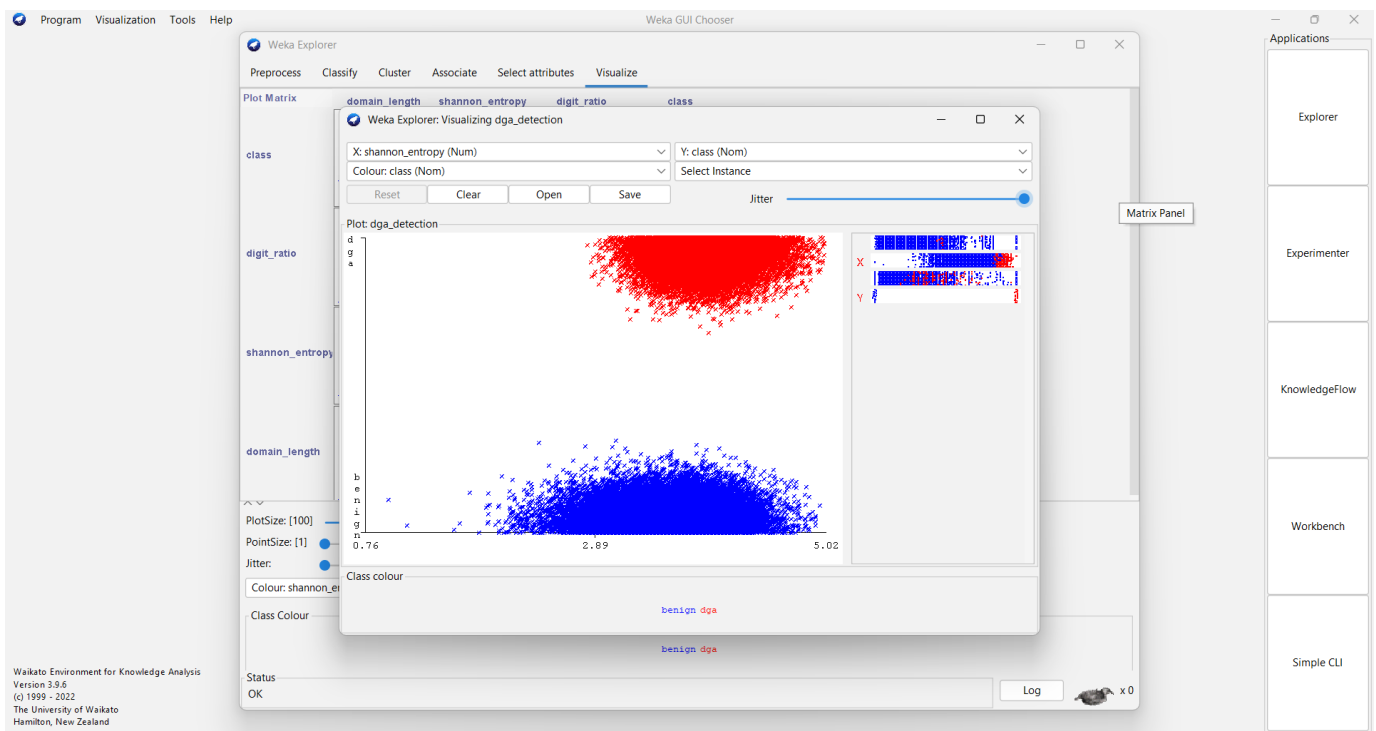 Program Visualization Tools Help
Weka GUI Chooser
Applications
Explorer
Experimenter
KnowledgeFlow
Workbench
Simple CLI
Weka Explorer
Preprocess Classify Cluster Associate Select attributes Visualize
Plot Matrix domain_length shannon_entropy digit_ratio class
class
digit_ratio
shannon_entropy
domain_length
Weka Explorer: Visualizing dga_detection
X: shannon_entropy (Num) Y: class (Nom)
Colour: class (Nom) Select Instance
Reset Clear Open Save Jitter
Matrix Panel
Plot: dga_detection
dga
benign
0.76 2.89 5.02
X
Y
Class colour
benign dga
PlotSize: [100]
PointSize: [1]
Jitter:
Colour: shannon_e
Class Colour
benign dga
Status
OK
Log x 0
Waikato Environment for Knowledge Analysis
Version 3.9.6
(c) 1999 - 2022
The University of Waikato
Hamilton, New Zealand